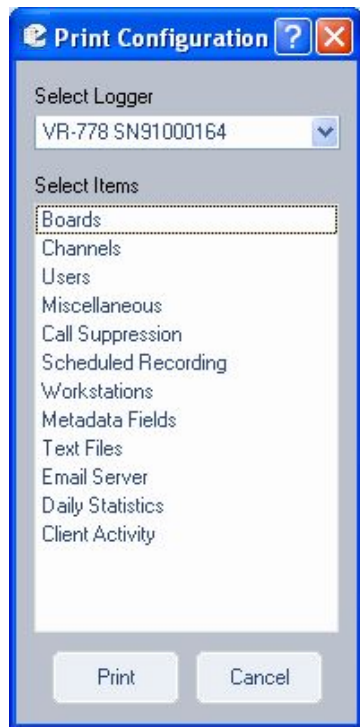 Print Configuration
Select Logger
VR-778 SN91000164
Select Items
Boards
Channels
Users
Miscellaneous
Call Suppression
Scheduled Recording
Workstations
Metadata Fields
Text Files
Email Server
Daily Statistics
Client Activity
Print Cancel